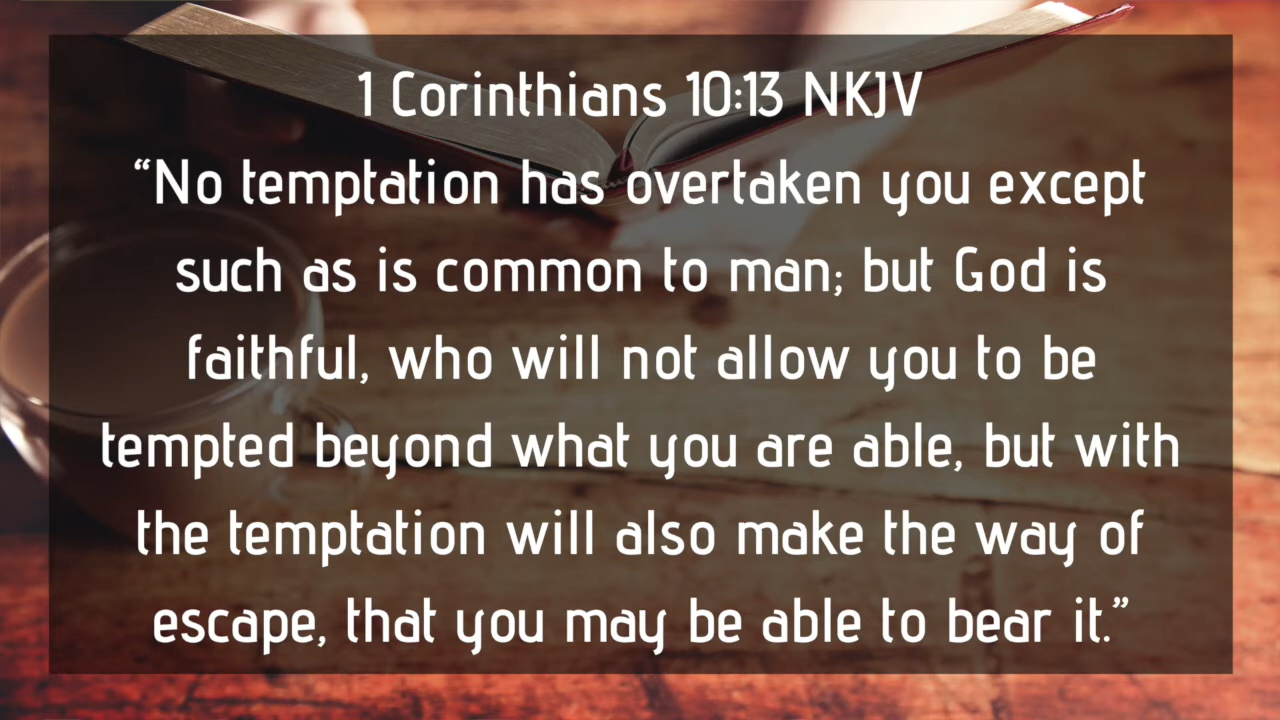 1 Corinthians 10:13 NKJV
“No temptation has overtaken you except
such as is common to man; but God is
faithful, who will not allow you to be
tempted beyond what you are able, but with
the temptation will also make the way of
escape, that you may be able to bear it.”